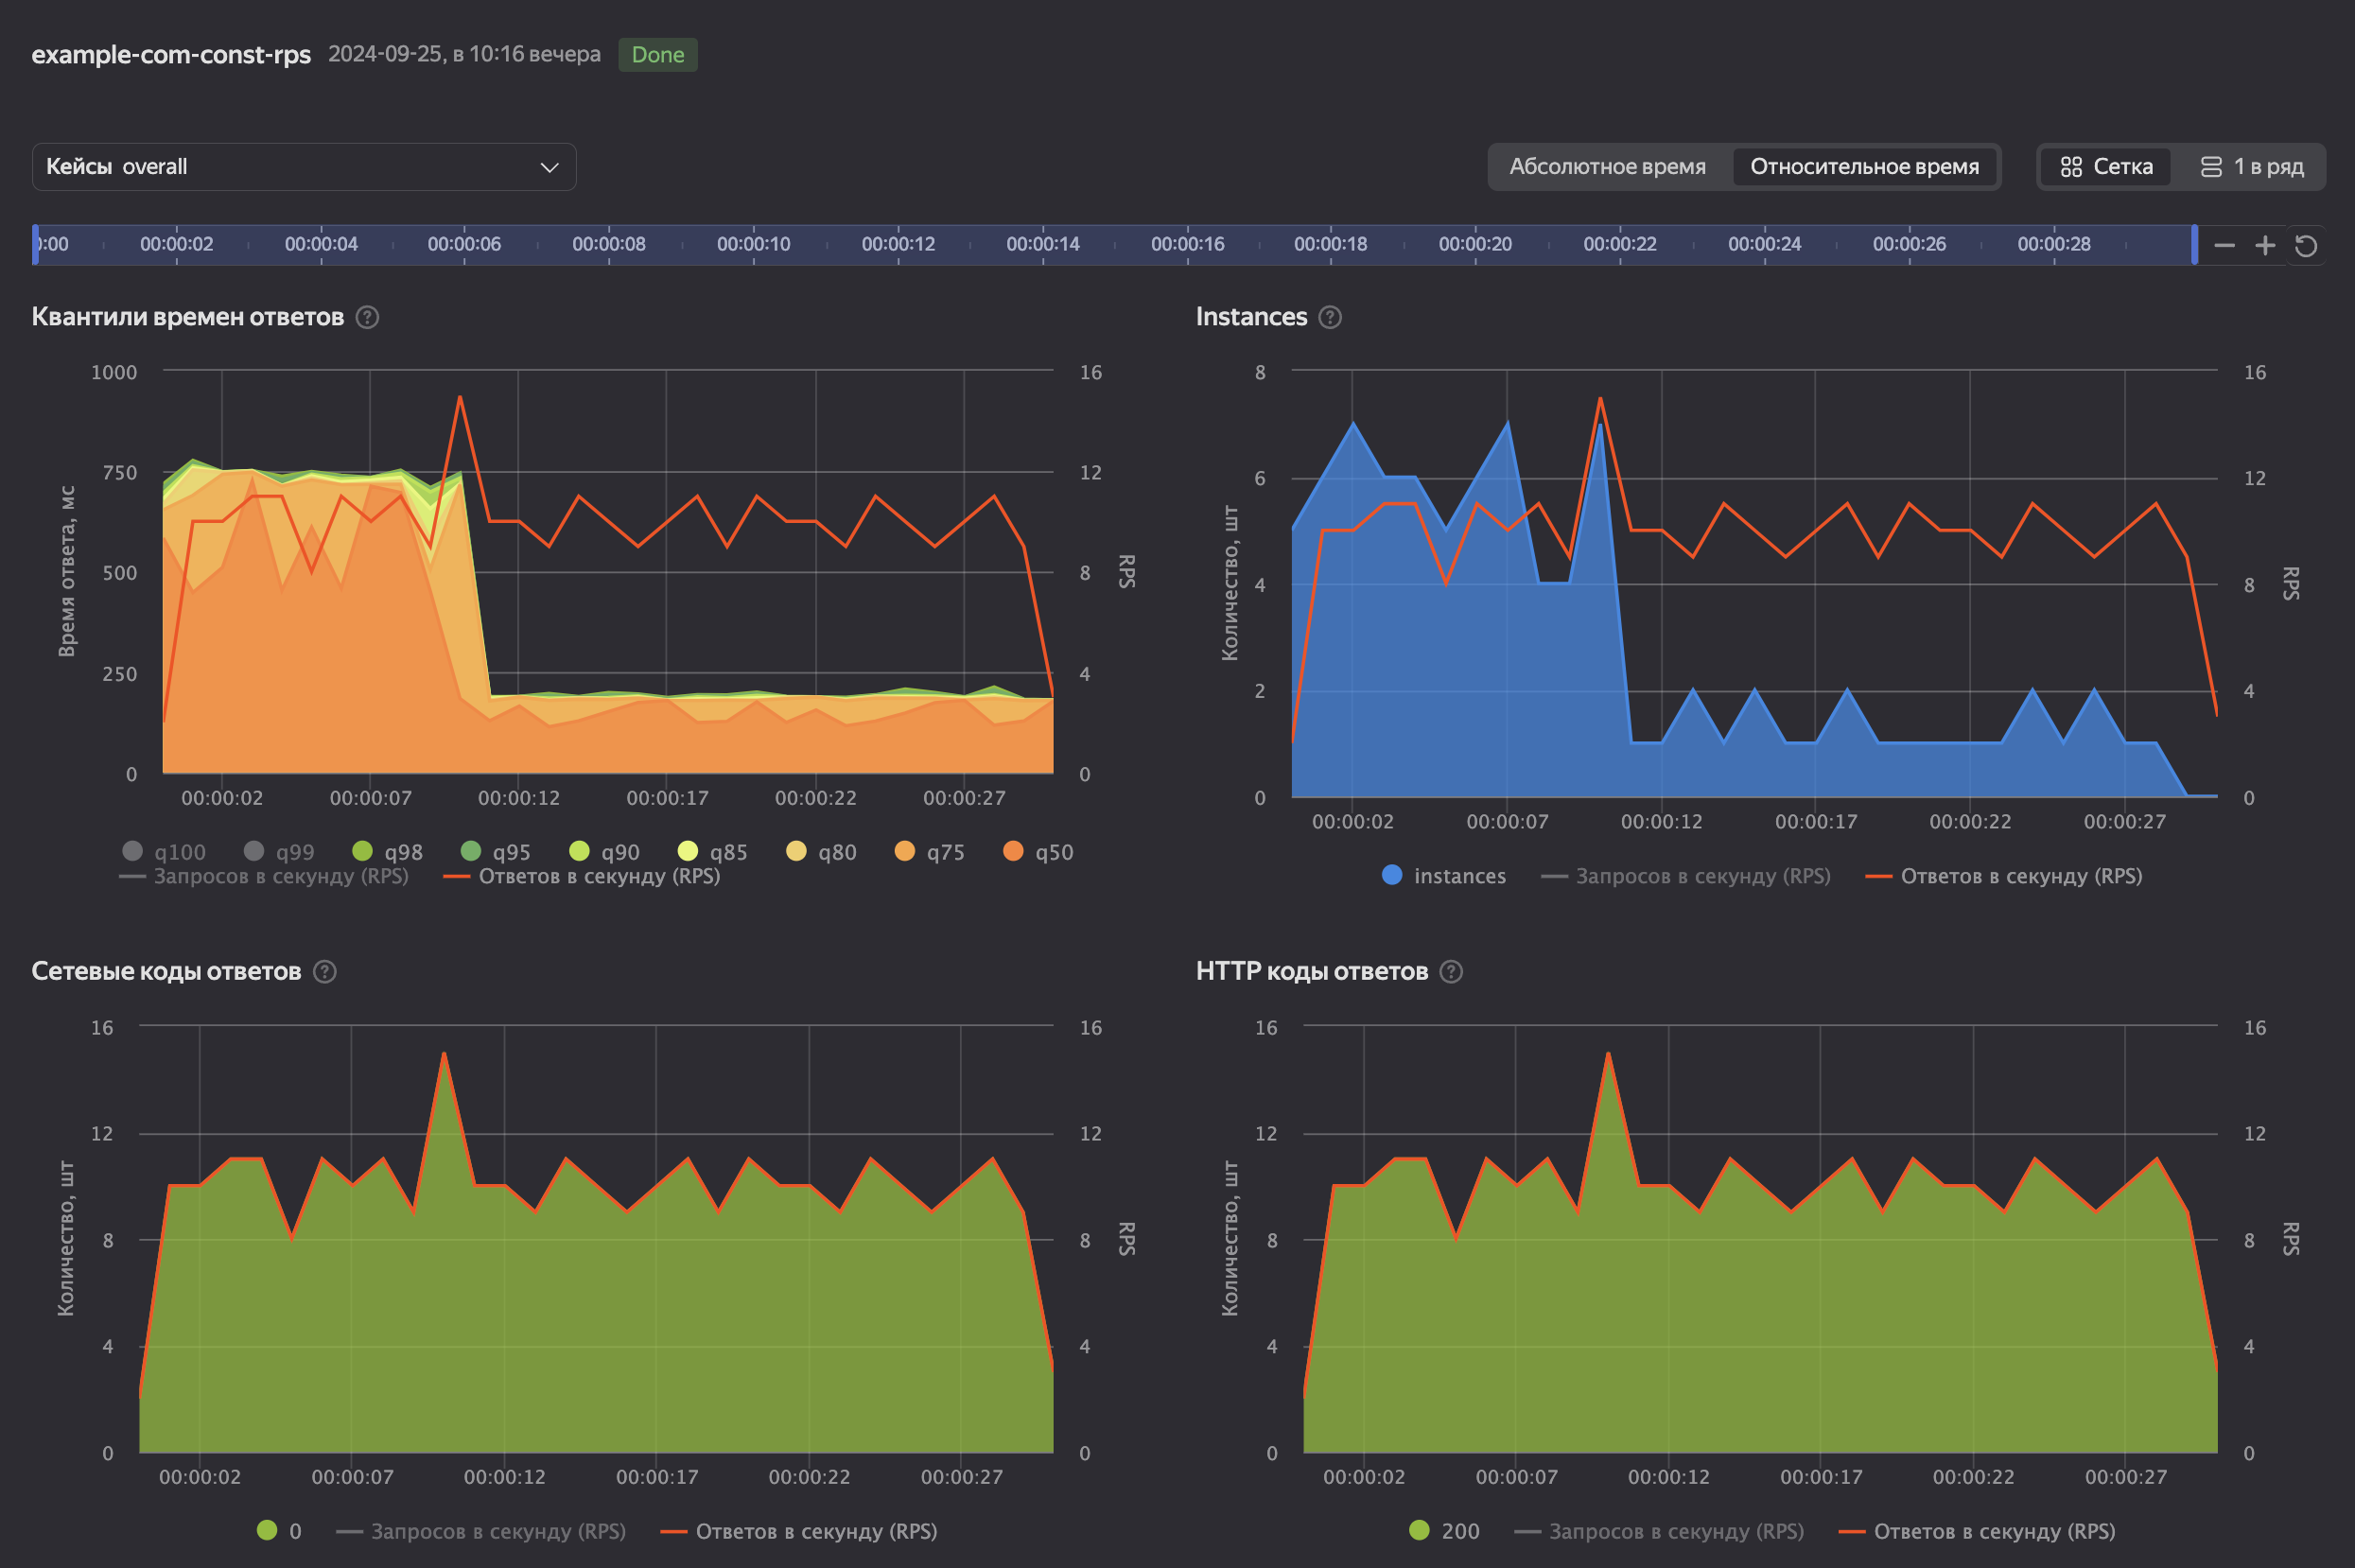 example-com-const-rps 2024-09-25, в 10:16 вечера Done
Кейсы overall
Абсолютное время Относительное время Сетка 1 в ряд
0:00 00:00:02 00:00:04 00:00:06 00:00:08 00:00:10 00:00:12 00:00:14 00:00:16 00:00:18 00:00:20 00:00:22 00:00:24 00:00:26 00:00:28
Квантили времен ответов
1000 16
750 12
500 8
250 4
0 0
Время ответа, мс
RPS
00:00:02 00:00:07 00:00:12 00:00:17 00:00:22 00:00:27
q100 q99 q98 q95 q90 q85 q80 q75 q50
Запросов в секунду (RPS) Ответов в секунду (RPS)
Instances
8 16
6 12
4 8
2 4
0 0
Количество, шт
RPS
00:00:02 00:00:07 00:00:12 00:00:17 00:00:22 00:00:27
instances Запросов в секунду (RPS) Ответов в секунду (RPS)
Сетевые коды ответов
16 16
12 12
8 8
4 4
0 0
Количество, шт
RPS
00:00:02 00:00:07 00:00:12 00:00:17 00:00:22 00:00:27
0 Запросов в секунду (RPS) Ответов в секунду (RPS)
HTTP коды ответов
16 16
12 12
8 8
4 4
0 0
Количество, шт
RPS
00:00:02 00:00:07 00:00:12 00:00:17 00:00:22 00:00:27
200 Запросов в секунду (RPS) Ответов в секунду (RPS)